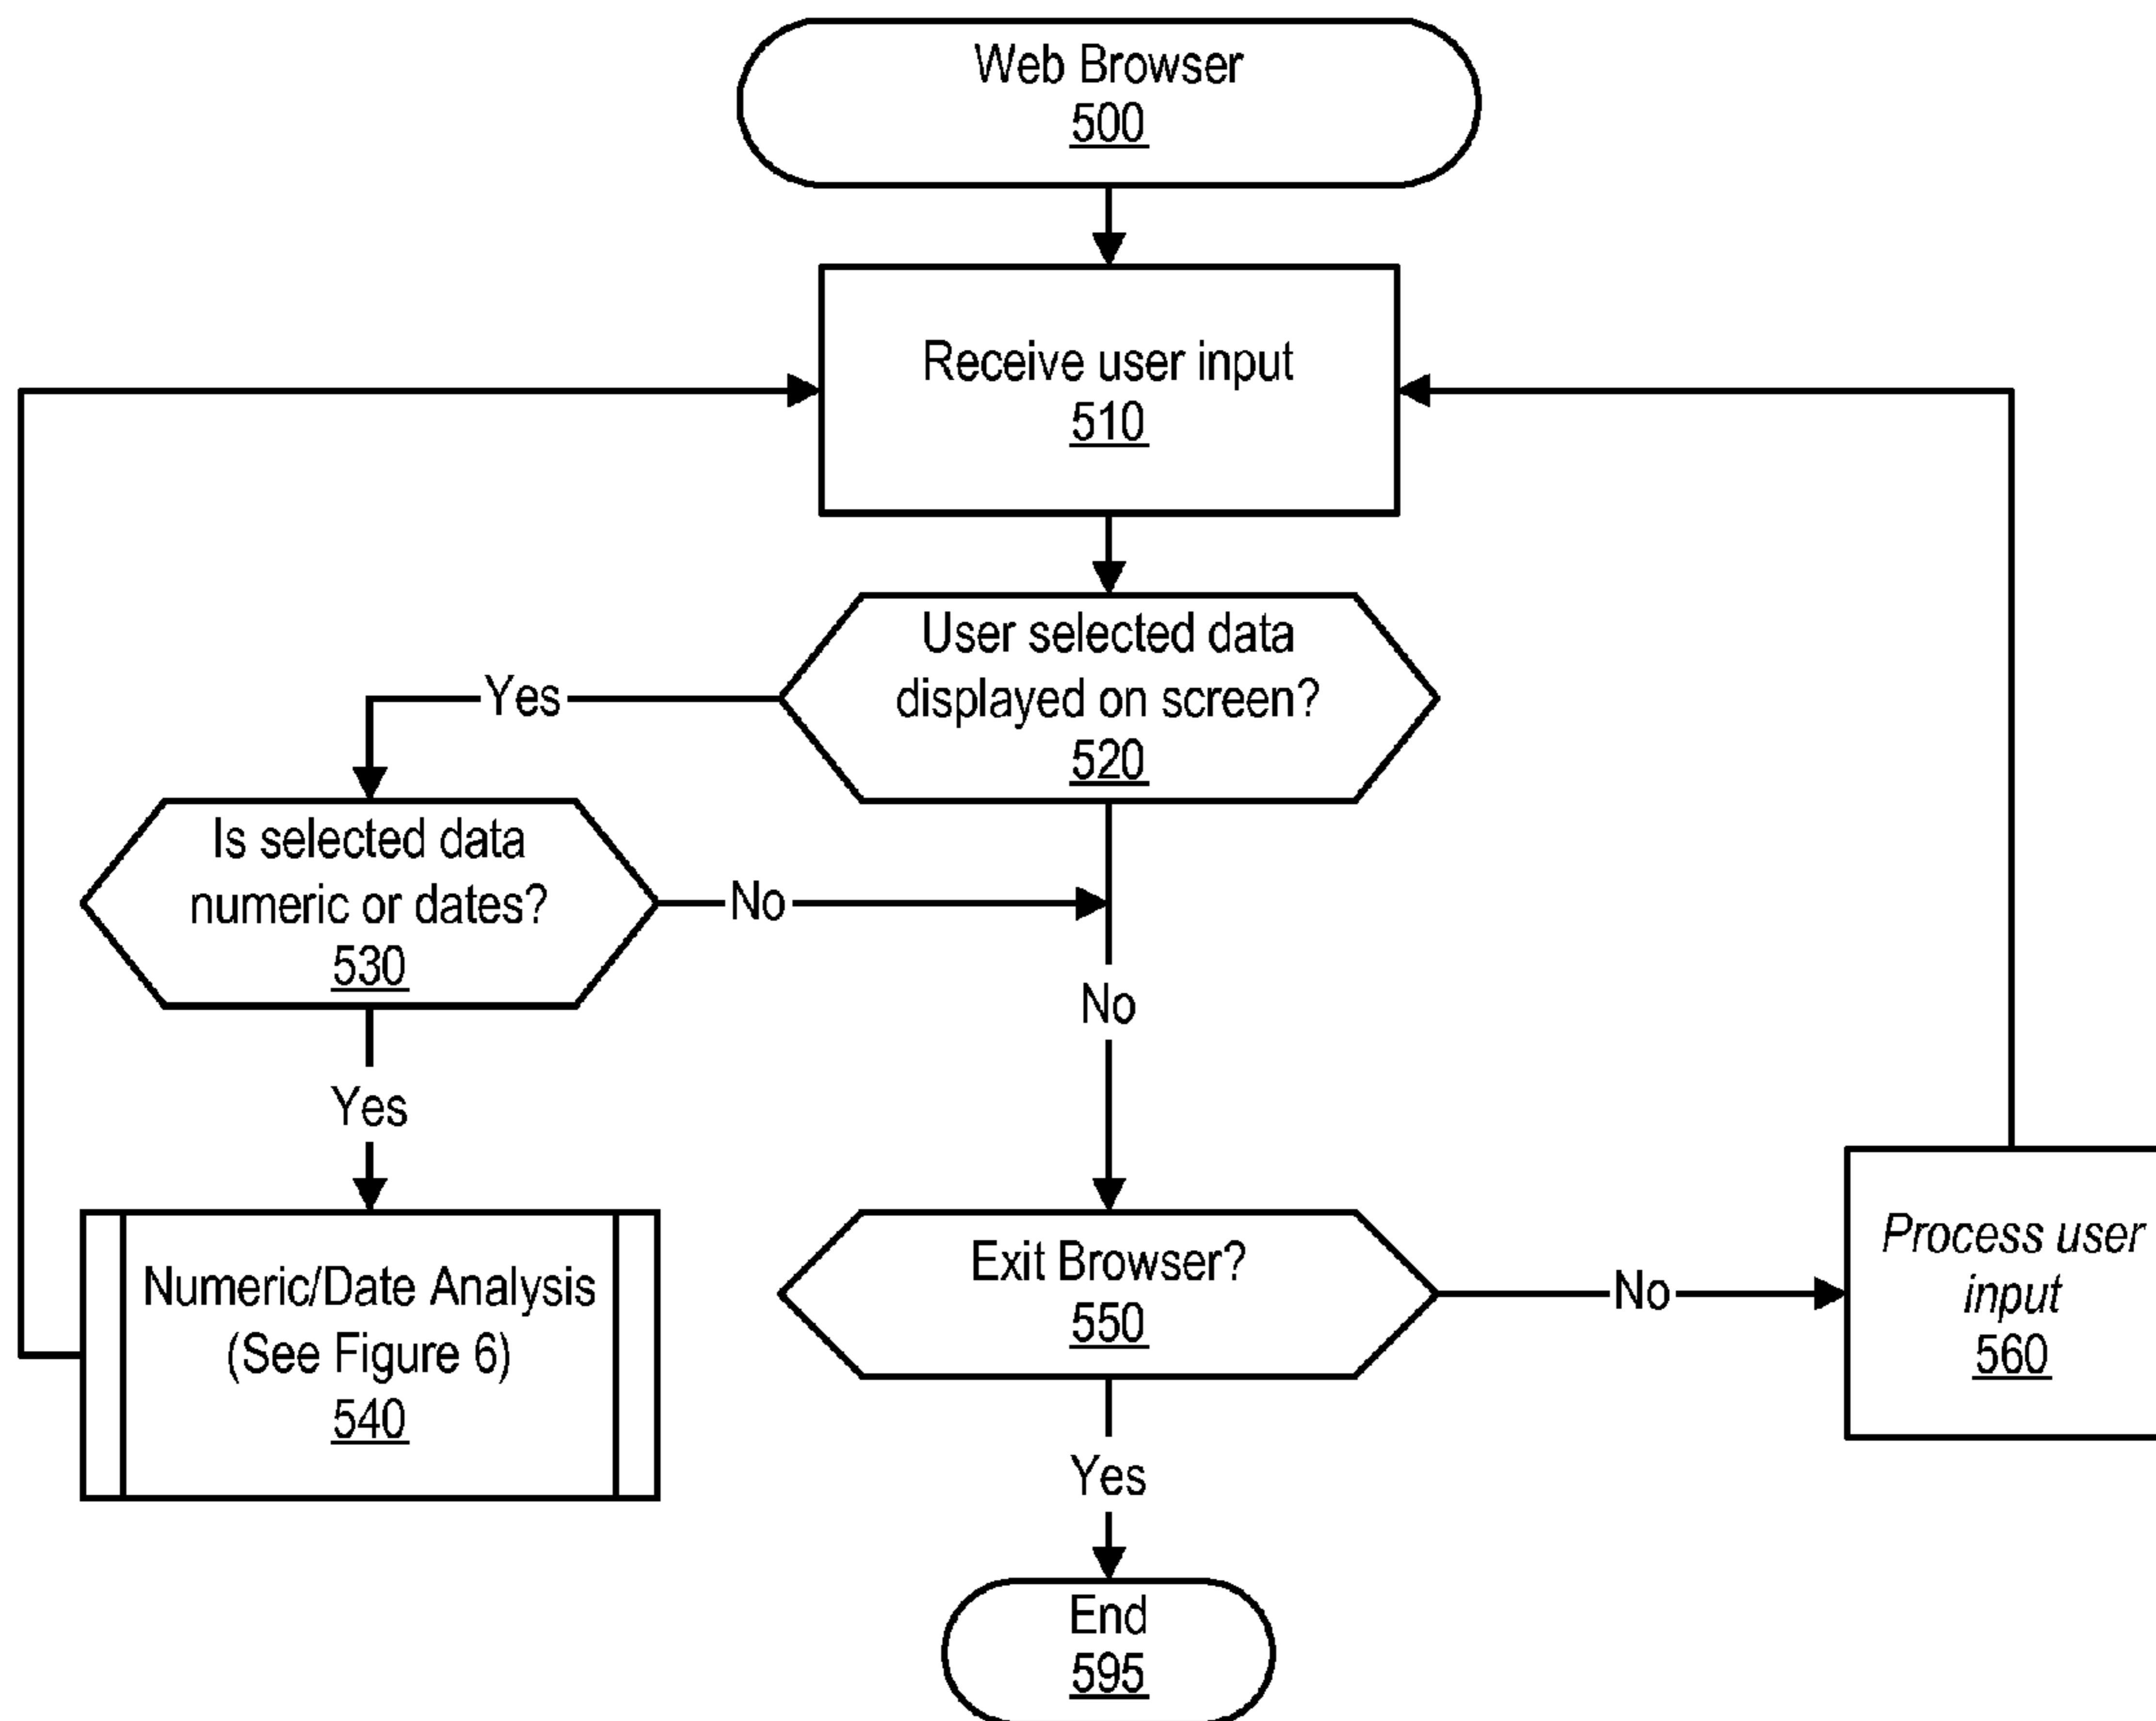 Web Browser
500
Receive user input
510
User selected data
displayed on screen?
520
Yes
Is selected data
numeric or dates?
530
No
No
Yes
Numeric/Date Analysis
(See Figure 6)
540
Exit Browser?
550
No
Process user
input
560
Yes
End
595